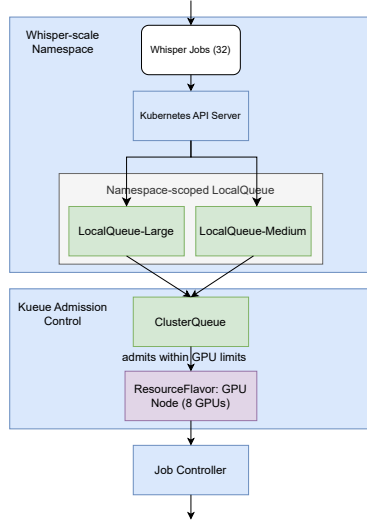 Whisper-scale
Namespace
Whisper Jobs (32)
Kubernetes API Server
Namespace-scoped LocalQueue
LocalQueue-Large
LocalQueue-Medium
Kueue Admission
Control
ClusterQueue
admits within GPU limits
ResourceFlavor: GPU
Node (8 GPUs)
Job Controller